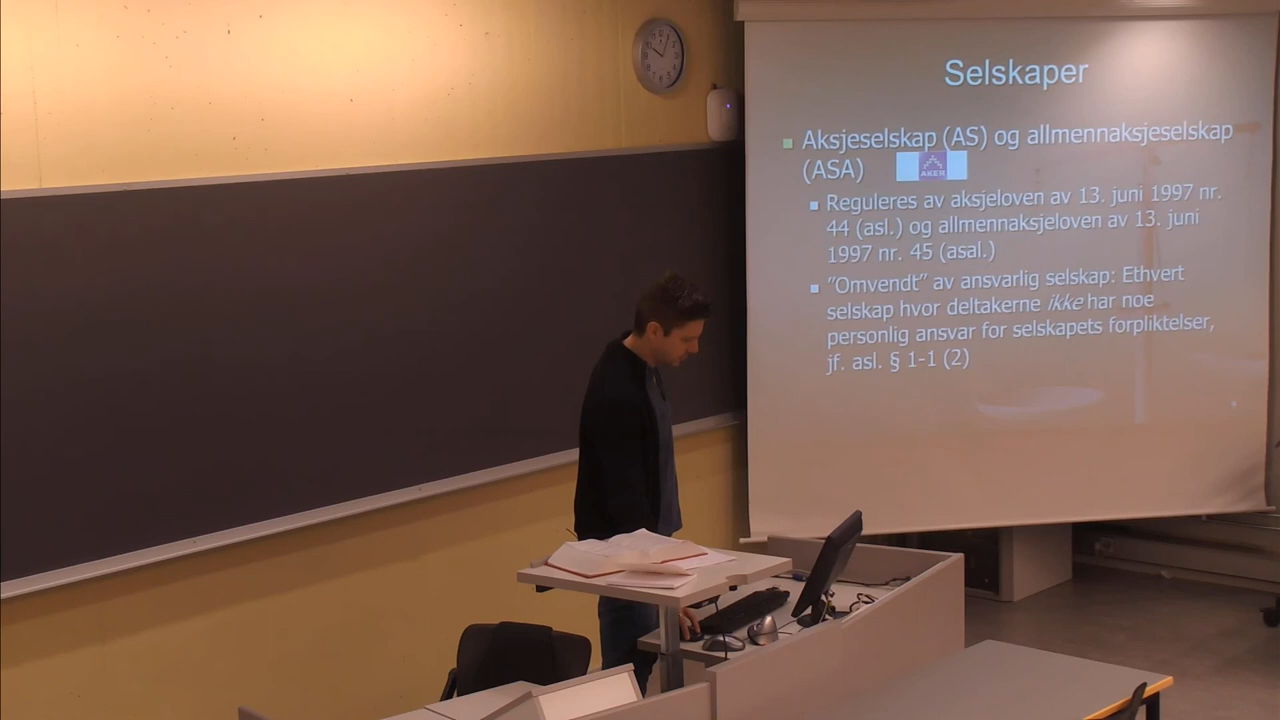 Selskaper
Aksjeselskap (AS) og allmennaksjeselskap
(ASA)
AKER
Reguleres av aksjeloven av 13. juni 1997 nr.
44 (asl.) og allmennaksjeloven av 13. juni
1997 nr. 45 (asal.)
"Omvendt" av ansvarlig selskap: Ethvert
selskap hvor deltakerne ikke har noe
personlig ansvar for selskapets forpliktelser,
jf. asl. § 1-1 (2)